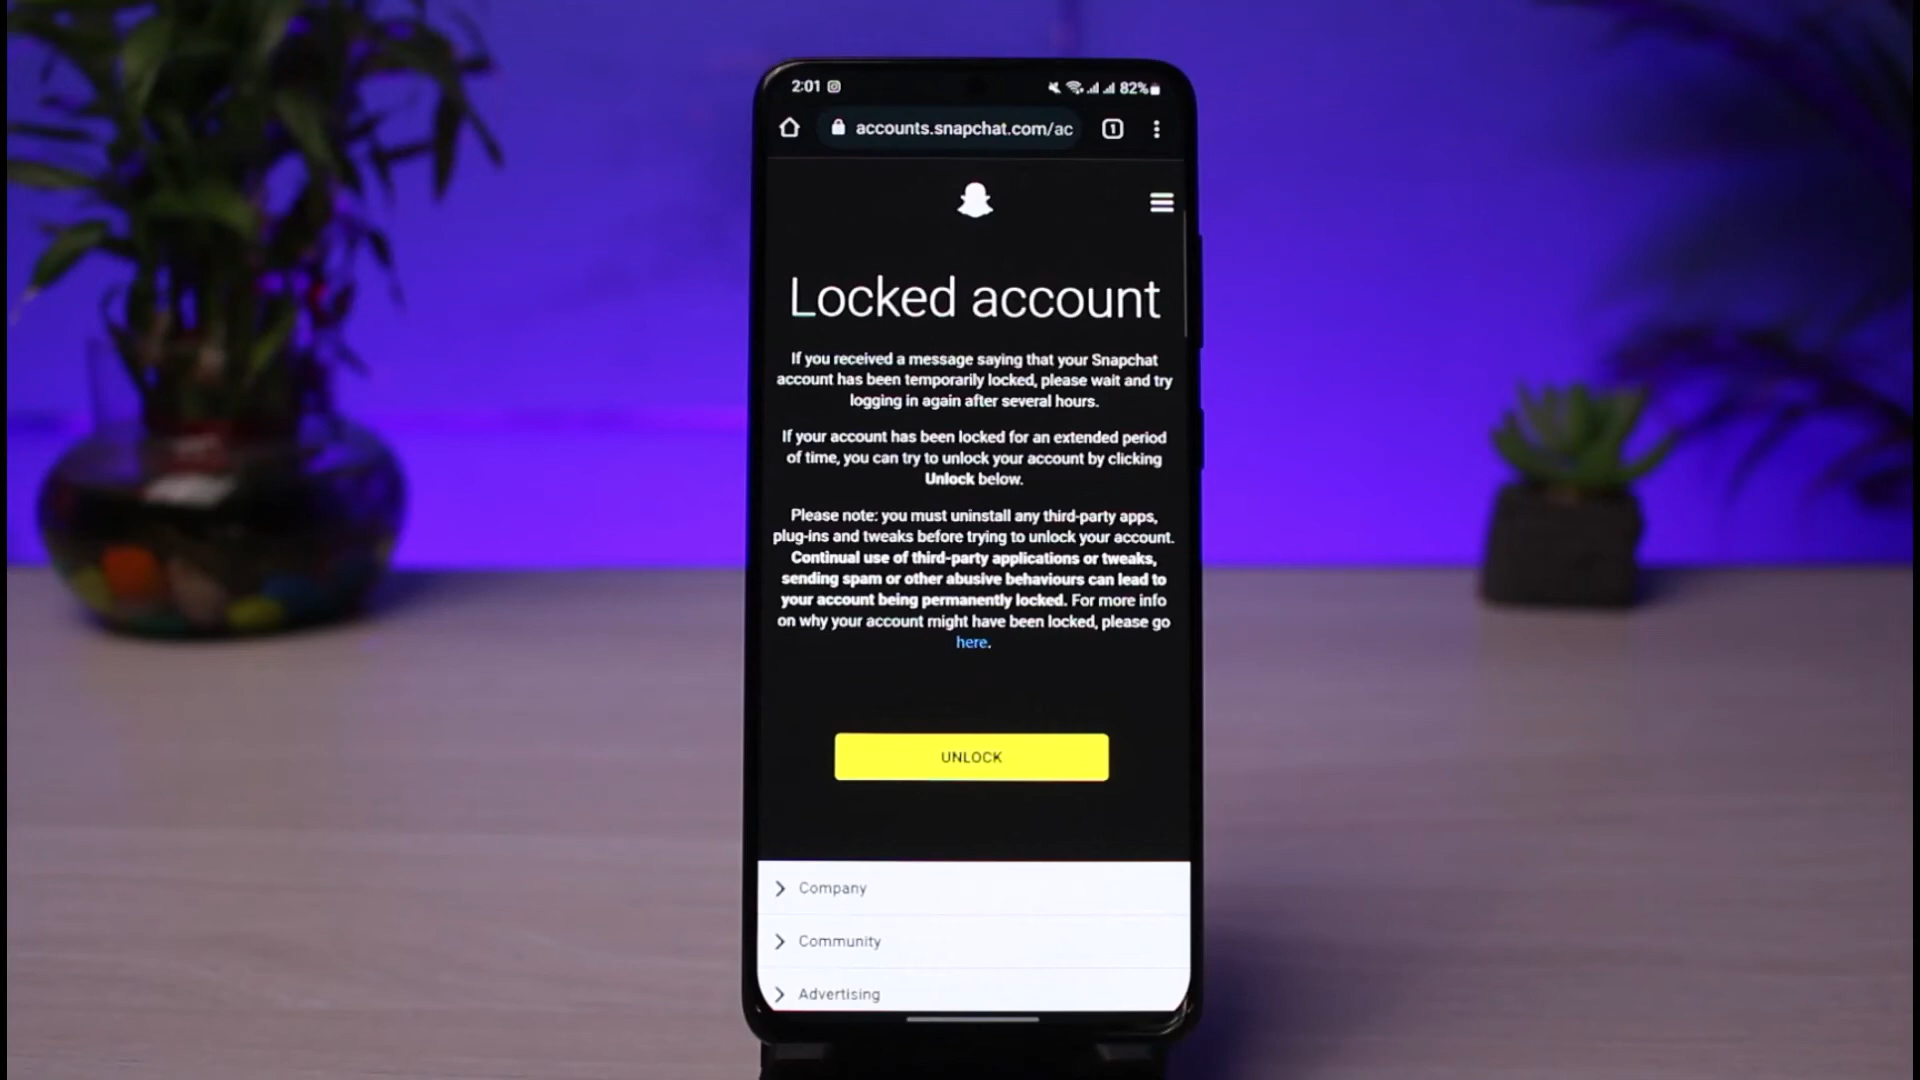 2:01 82%
accounts.snapchat.com/ac 1
Locked account
If you received a message saying that your Snapchat
account has been temporarily locked, please wait and try
logging in again after several hours.
If your account has been locked for an extended period
of time, you can try to unlock your account by clicking
Unlock below.
Please note: you must uninstall any third-party apps,
plug-ins and tweaks before trying to unlock your account.
Continual use of third-party applications or tweaks,
sending spam or other abusive behaviours can lead to
your account being permanently locked. For more info
on why your account might have been locked, please go
here.
UNLOCK
Company
Community
Advertising